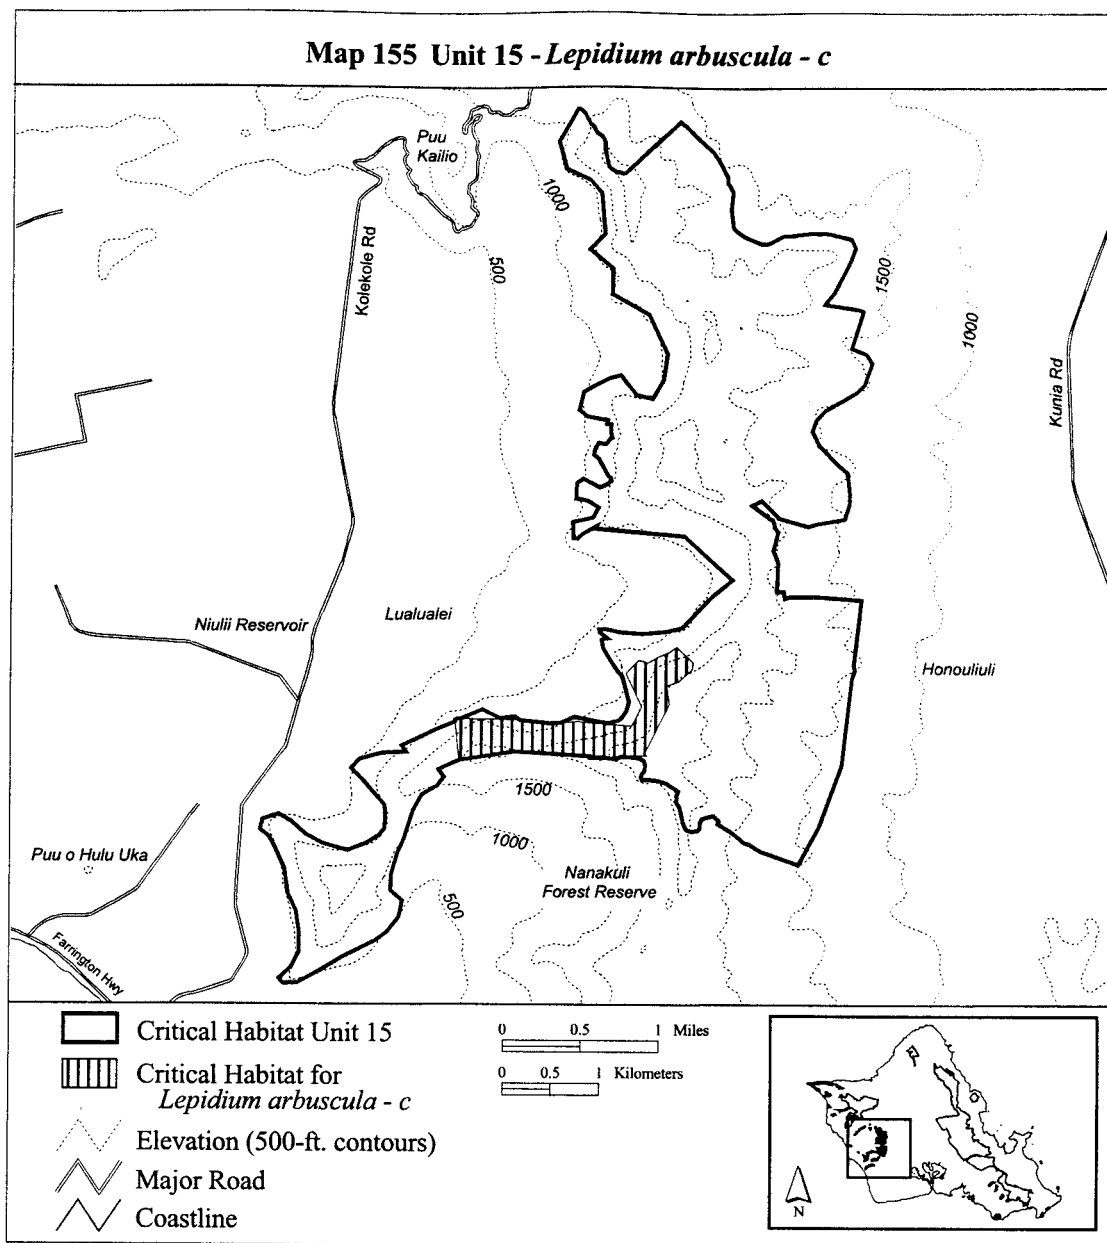 Map 155 Unit 15 - Lepidium arbuscula - c
Puu
Kailio
1000
500
Kolekole Rd
1500
1000
Kunia Rd
Niulii Reservoir
Lualualei
Honouliuli
1500
1000
Puu o Hulu Uka
Nanakuli
Forest Reserve
500
Farrington Hwy
Critical Habitat Unit 15
Critical Habitat for
Lepidium arbuscula - c
Elevation (500-ft. contours)
Major Road
Coastline
0 0.5 1 Miles
0 0.5 1 Kilometers
N